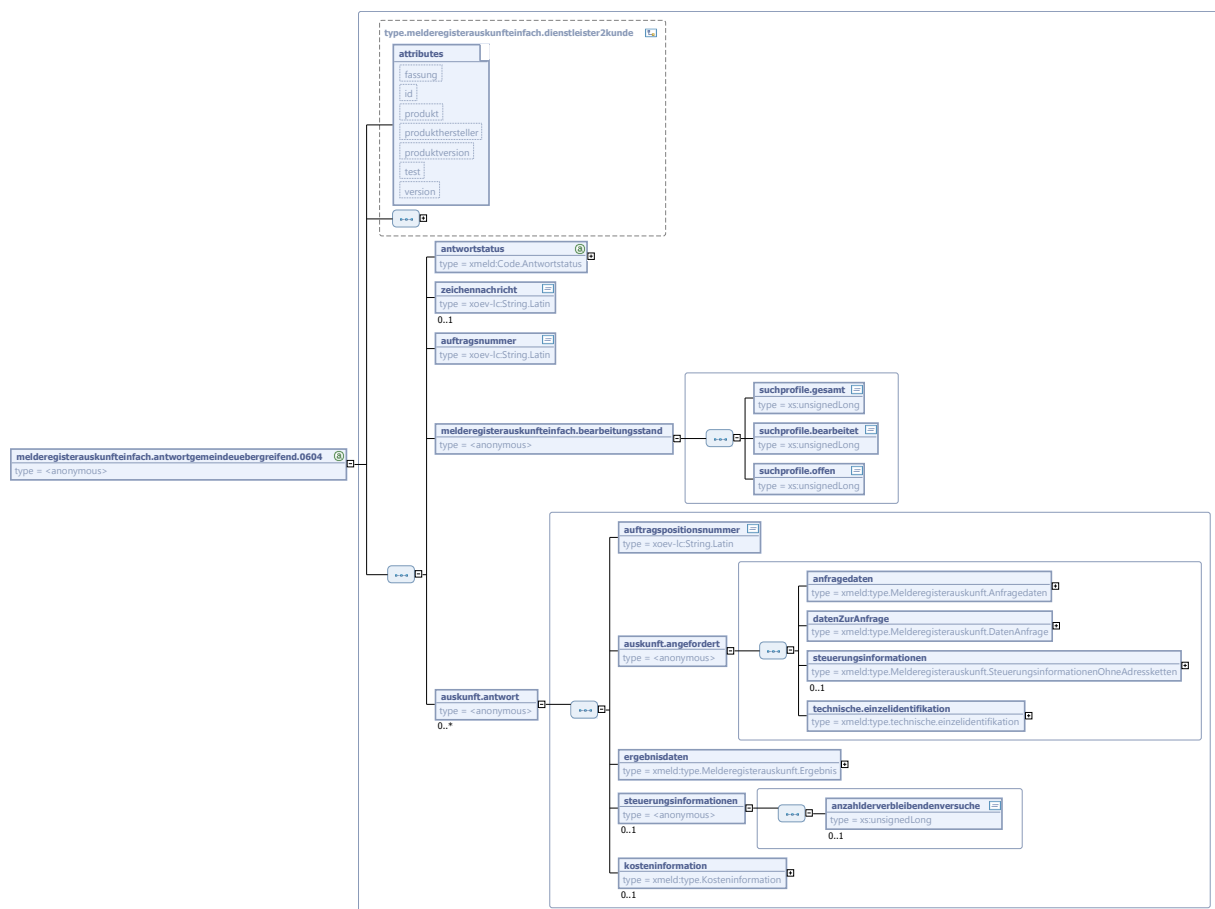 type.melderegisterauskunfteinfach.dienstleister2kunde
attributes
fassung
id
produkt
produkthersteller
produktversion
test
version
antwortstatus
type = xmeld:Code.Antwortstatus
zeichennachricht
type = xoev-lc:String.Latin
0..1
auftragsnummer
type = xoev-lc:String.Latin
melderegisterauskunfteinfach.bearbeitungsstand
type = <anonymous>
suchprofile.gesamt
type = xs:unsignedLong
suchprofile.bearbeitet
type = xs:unsignedLong
suchprofile.offen
type = xs:unsignedLong
melderegisterauskunfteinfach.antwortgemeindeuebergreifend.0604
type = <anonymous>
auskunft.antwort
type = <anonymous>
0..*
auftragspositionsnummer
type = xoev-lc:String.Latin
auskunft.angefordert
type = <anonymous>
anfragedaten
type = xmeld:type.Melderegisterauskunft.Anfragedaten
datenZurAnfrage
type = xmeld:type.Melderegisterauskunft.DatenAnfrage
steuerungsinformationen
type = xmeld:type.Melderegisterauskunft.SteuerungsinformationenOhneAdressketten
0..1
technische.einzelidentifikation
type = xmeld:type.technische.einzelidentifikation
ergebnisdaten
type = xmeld:type.Melderegisterauskunft.Ergebnis
steuerungsinformationen
type = <anonymous>
0..1
anzahlderverbleibendenversuche
type = xs:unsignedLong
0..1
kosteninformation
type = xmeld:type.Kosteninformation
0..1